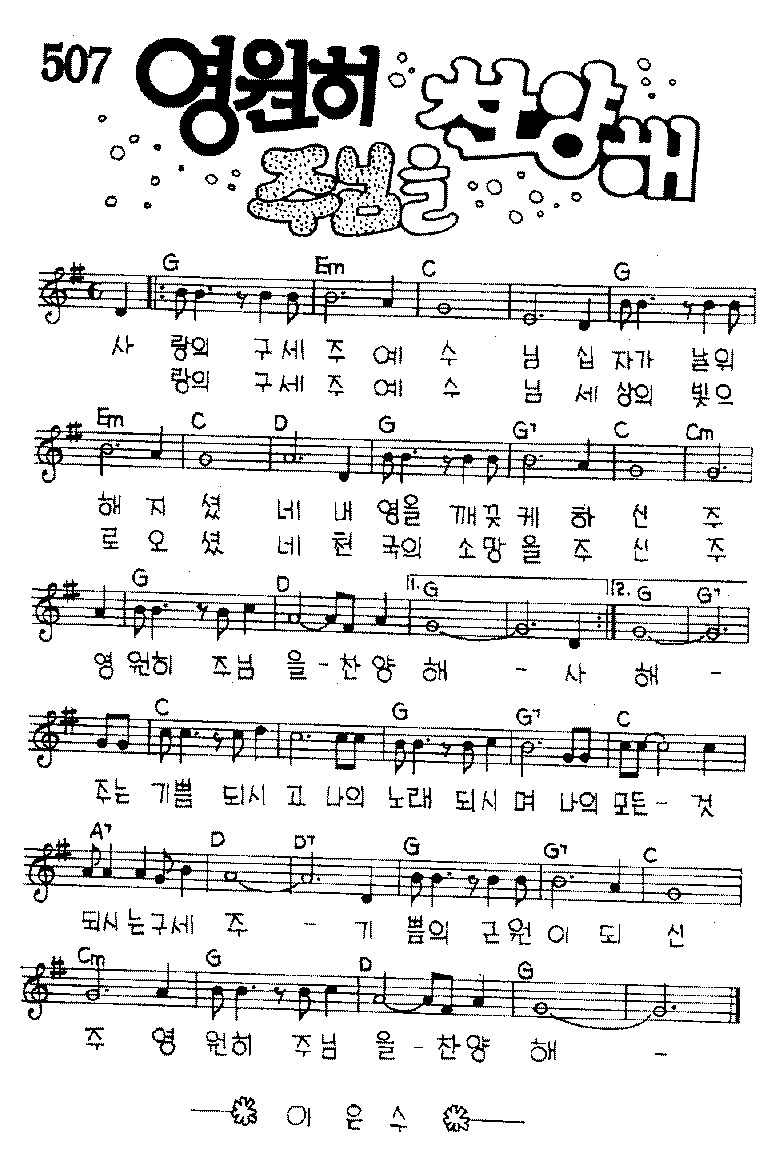 507 영원히 찬양해
주님을
G Em C G
사 랑의 구세 주 예 수 님 십 자가 날위
랑의 구세 주 예 수 님 세 상의 빛으
Em C D G G7 C Cm
해 지 셨 네 내 영을 깨끗케 하 신 주
로 오 셨 네 천 국의 소망을 주 신 주
G D 1. G 2. G G7
영 원히 주님 을-찬양 해 - 사 해 -
C G G7 C
주는 기쁨 되시 고 나의 노래 되시며 나의 모든- 것
A7 D D7 G G7 C
되시는구세 주 - 기 쁨의 근원 이 되 신
Cm G D G
주 영 원히 주님 을-찬양 해 -
이 은 수